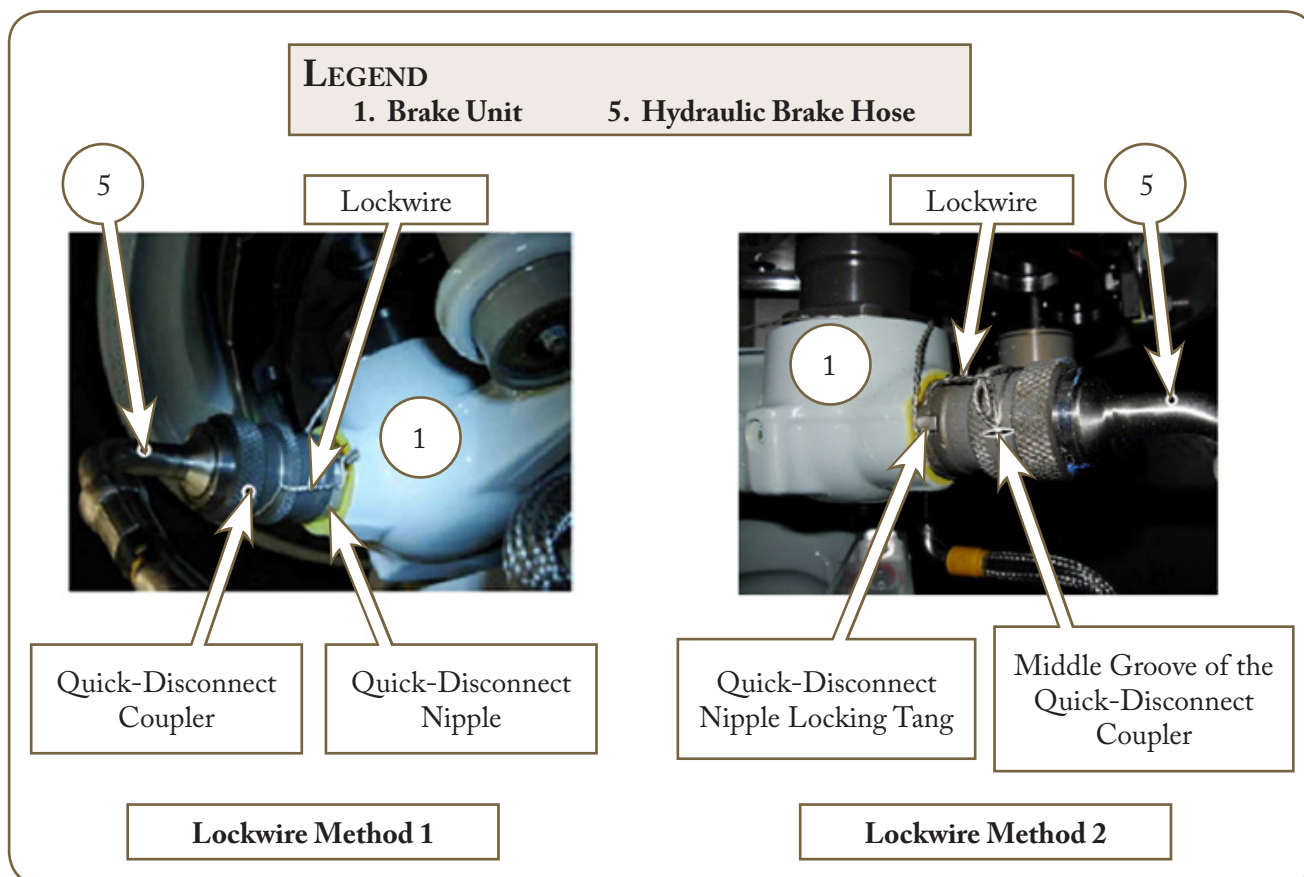 LEGEND
1. Brake Unit 5. Hydraulic Brake Hose
5
Lockwire
1
Quick-Disconnect
Coupler
Quick-Disconnect
Nipple
Lockwire Method 1
Lockwire
5
1
Quick-Disconnect
Nipple Locking Tang
Middle Groove of the
Quick-Disconnect
Coupler
Lockwire Method 2